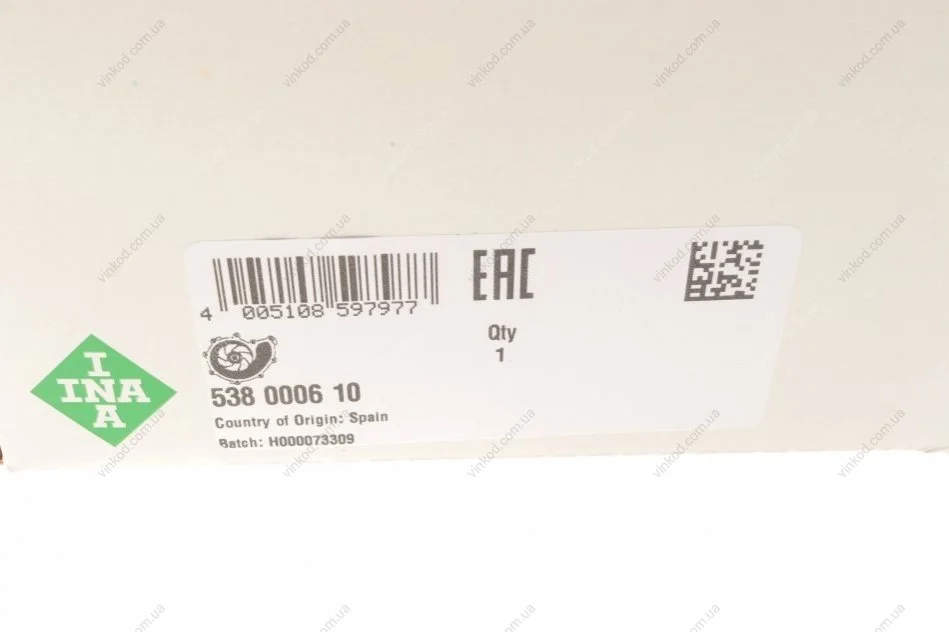 4 005108 597977
EAC
Qty
1
538 0006 10
Country of Origin: Spain
Batch: H000073309
INA
INA
vinkod.com.ua